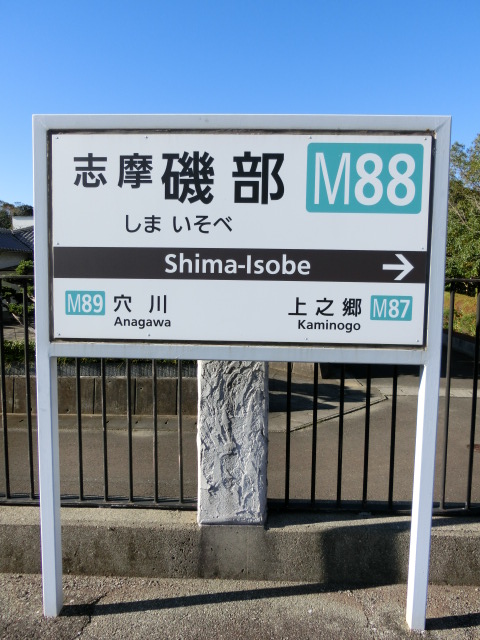 志摩磯部 M88
しま いそべ
Shima-Isobe →
M89 穴川 上之郷 M87
Anagawa Kaminogo